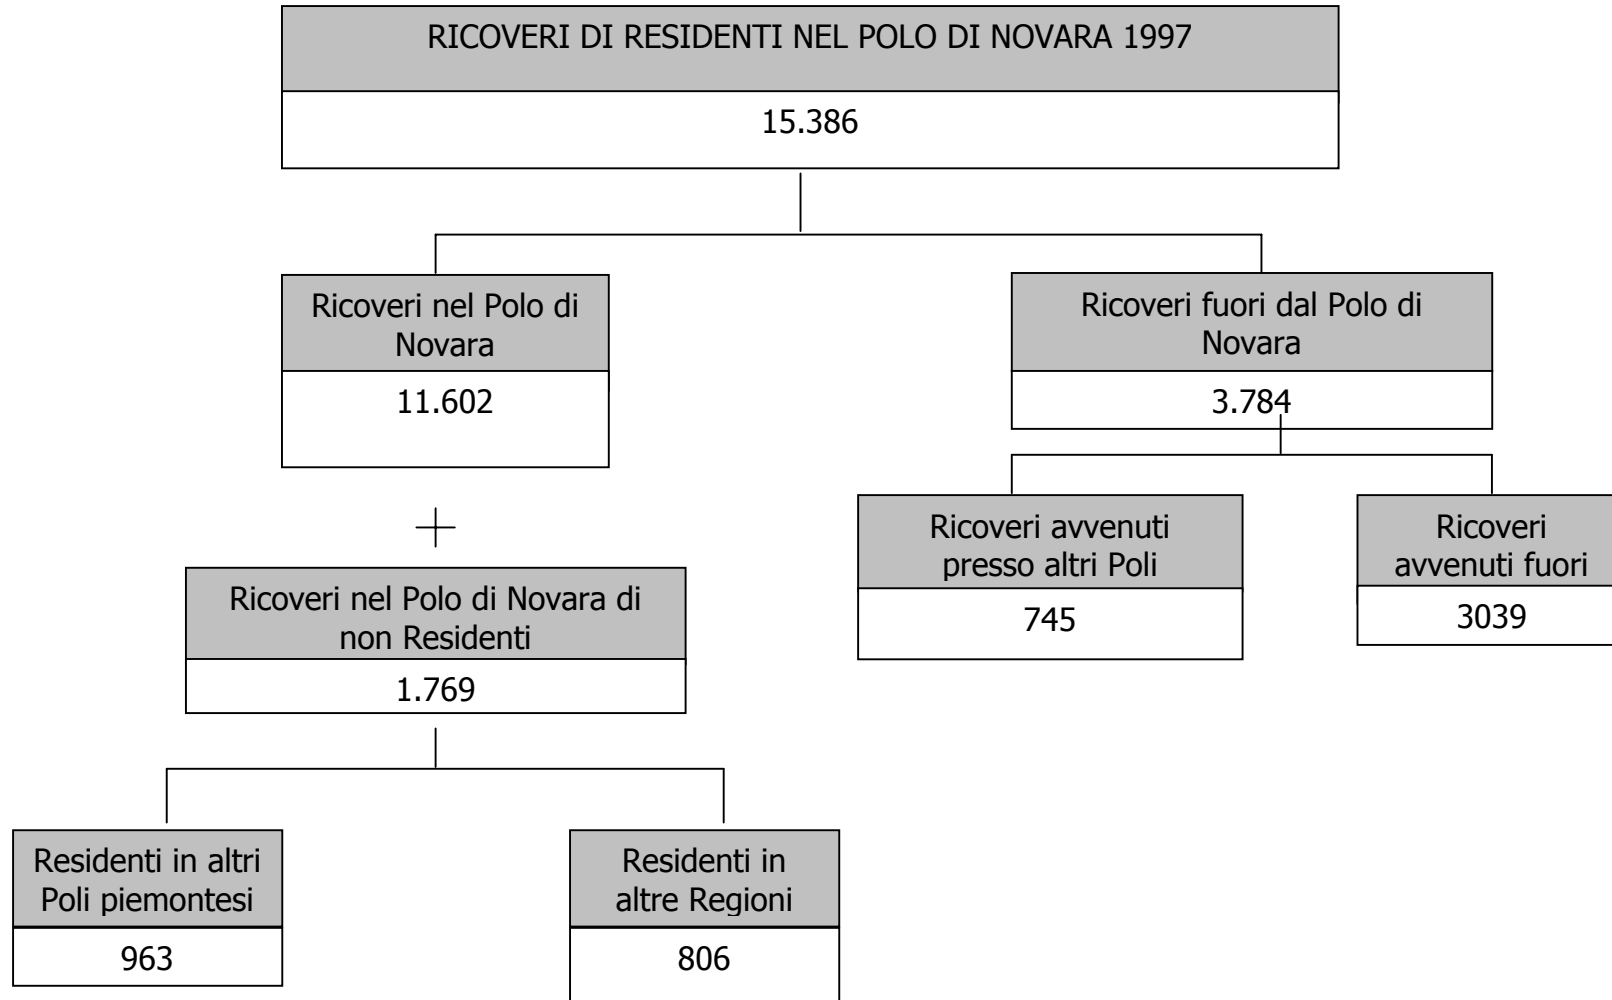 RICOVERI DI RESIDENTI NEL POLO DI NOVARA 1997
15.386
Ricoveri nel Polo di
Novara
11.602
Ricoveri fuori dal Polo di
Novara
3.784
Ricoveri avvenuti
presso altri Poli
745
Ricoveri
avvenuti fuori
3039
Ricoveri nel Polo di Novara di
non Residenti
1.769
Residenti in altri
Poli piemontesi
963
Residenti in
altre Regioni
806